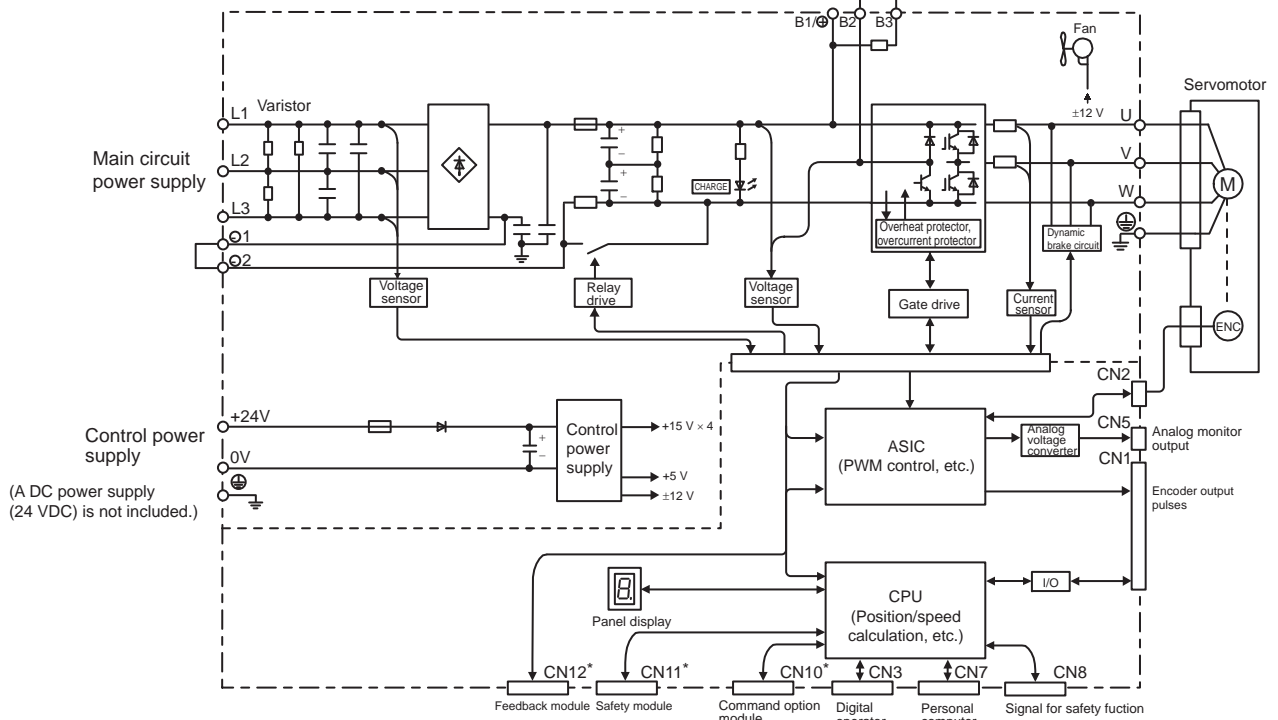 B1/⊕ B2 B3
Fan
±12 V
Servomotor
L1 Varistor
U
Main circuit
power supply
L2
V
CHARGE
M
W
L3
Overheat protector,
overcurrent protector
Dynamic
brake circuit
⊖1
⊖2
Voltage
sensor
Relay
drive
Voltage
sensor
Gate drive
Current
sensor
ENC
+
–
+
–
CN2
+24V
Control power
supply
Control
power
supply
+15 V × 4
+5 V
±12 V
+
–
0V
ASIC
(PWM control, etc.)
Analog
voltage
converter
CN5
Analog monitor
output
CN1
Encoder output
pulses
(A DC power supply
(24 VDC) is not included.)
8.
Panel display
CPU
(Position/speed
calculation, etc.)
I/O
CN12* CN11* CN10* CN3 CN7 CN8
Feedback module Safety module Command option
module Digital
operator Personal
computer Signal for safety fuction